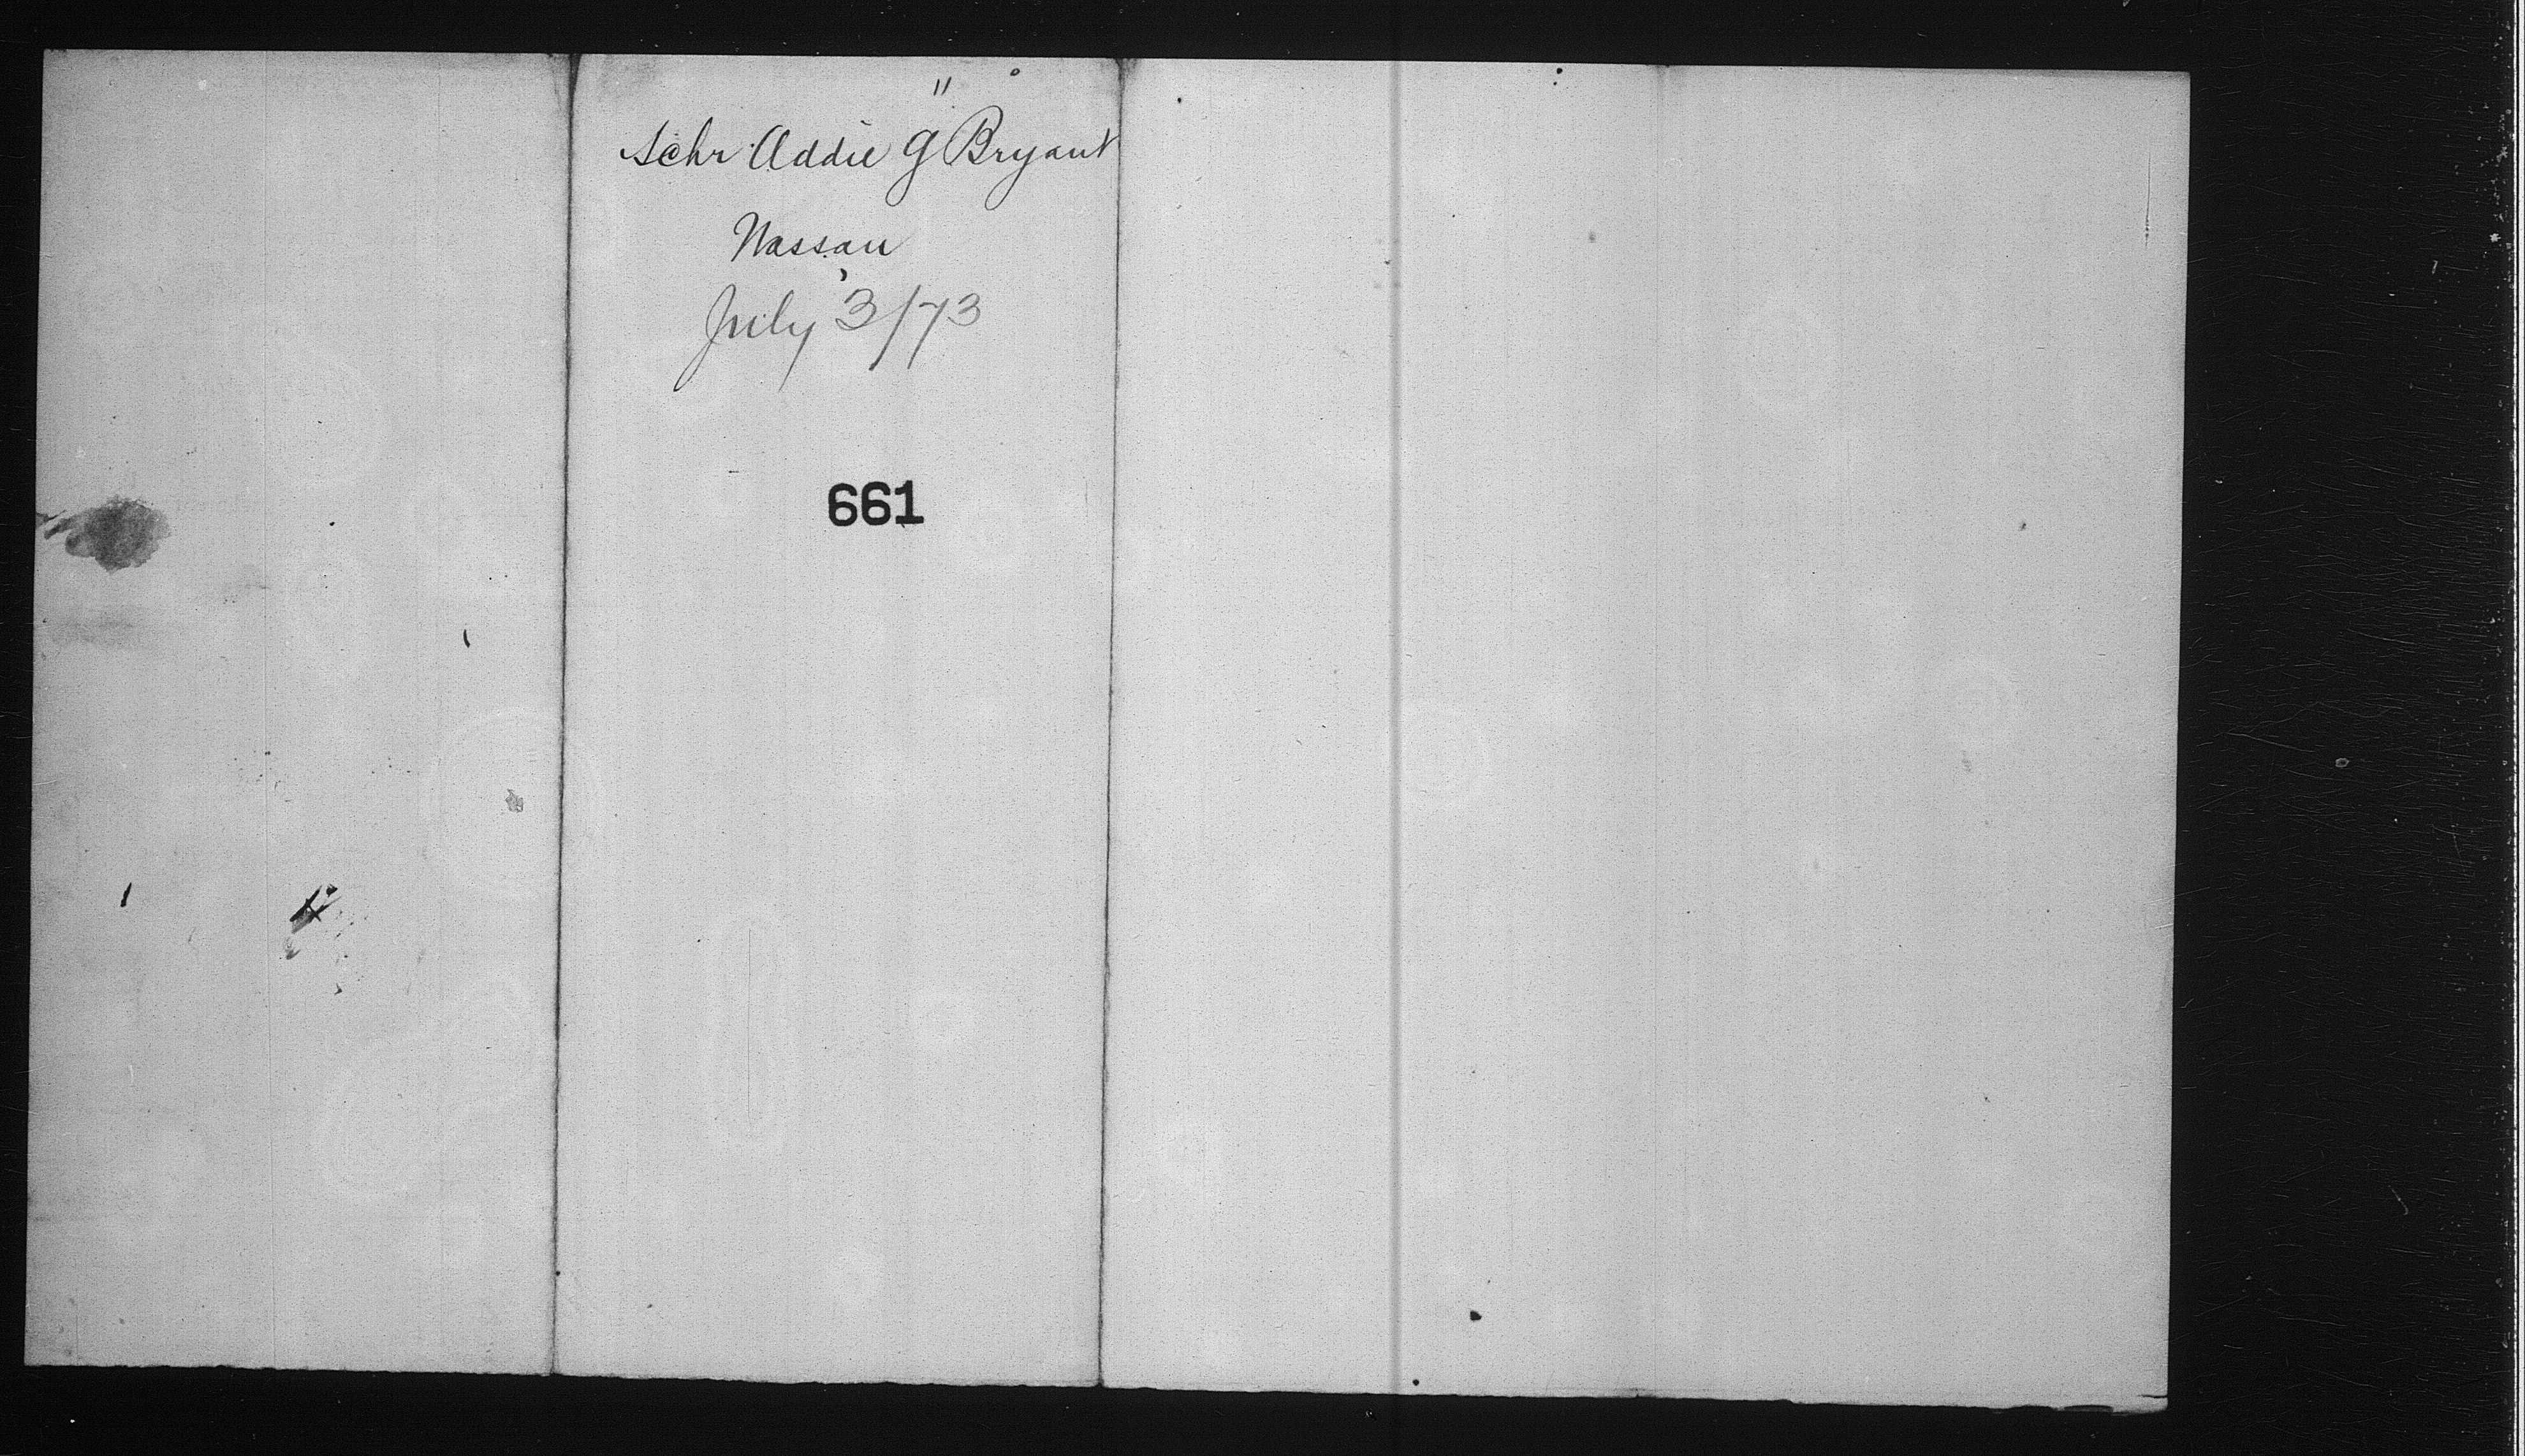 "
Schr Addie G Bryant
Nassau
July 3/73
661